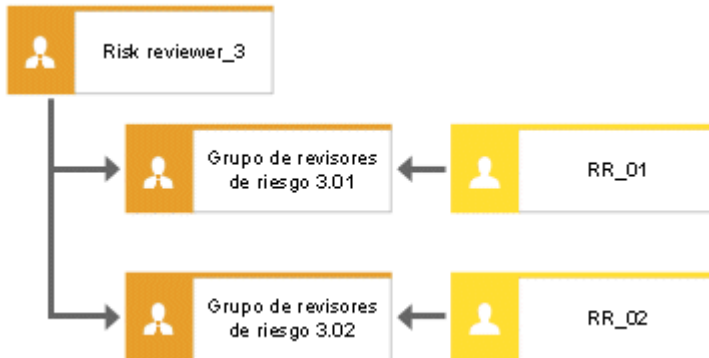 Risk reviewer_3
Grupo de revisores
de riesgo 3.01
RR_01
Grupo de revisores
de riesgo 3.02
RR_02